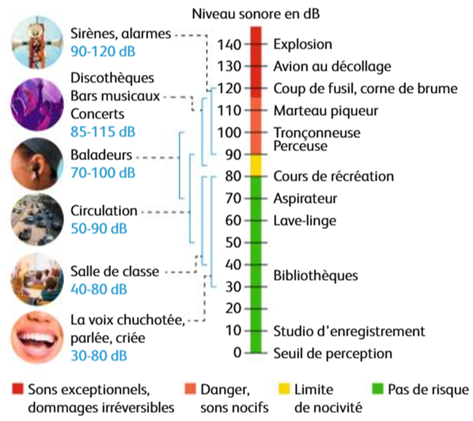 Niveau sonore en dB
Sirènes, alarmes
90-120 dB
Discothèques
Bars musicaux
Concerts
85-115 dB
Baladeurs
70-100 dB
Circulation
50-90 dB
Salle de classe
40-80 dB
La voix chuchotée,
parlée, criée
30-80 dB
140 Explosion
130 Avion au décollage
120 Coup de fusil, corne de brume
110 Marteau piqueur
100 Tronçonneuse
Perceuse
90
80 Cours de récréation
70 Aspirateur
60 Lave-linge
50
40
Bibliothèques
30
20
10 Studio d'enregistrement
0 Seuil de perception
Sons exceptionnels,
dommages irréversibles
Danger,
sons nocifs
Limite
de nocivité
Pas de risque